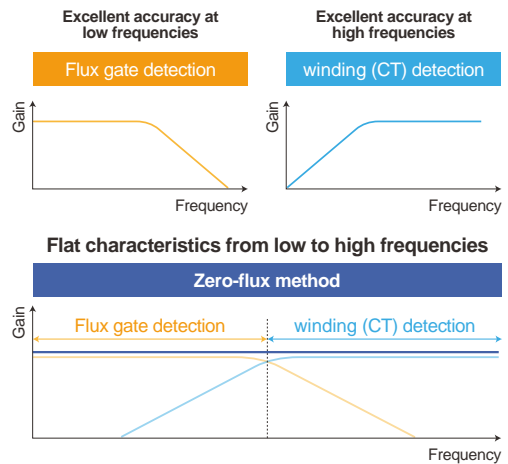 Excellent accuracy at
low frequencies
Flux gate detection
Gain
Frequency
Excellent accuracy at
high frequencies
winding (CT) detection
Gain
Frequency
Flat characteristics from low to high frequencies
Zero-flux method
Gain
Flux gate detection
winding (CT) detection
Frequency